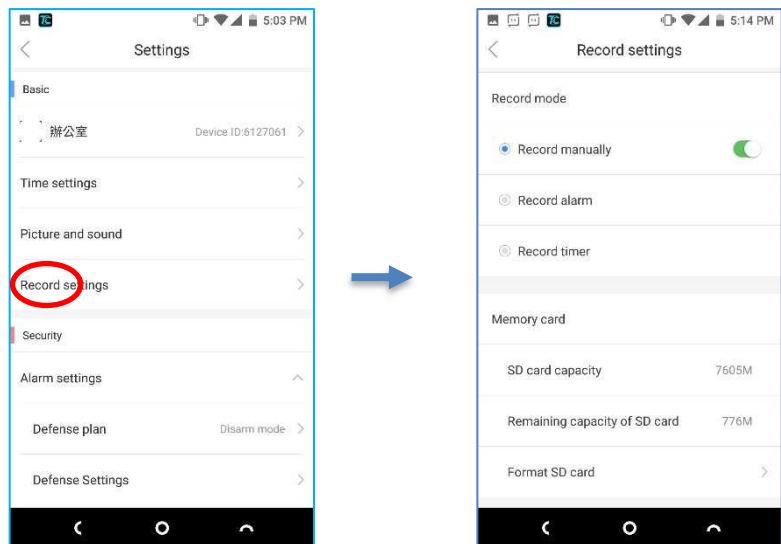 TC 5:03 PM
Settings
Basic
辦公室 Device ID:6127061
Time settings
Picture and sound
Record settings
Security
Alarm settings
Defense plan Disarm mode
Defense Settings
TC 5:14 PM
Record settings
Record mode
Record manually
Record alarm
Record timer
Memory card
SD card capacity 7605M
Remaining capacity of SD card 776M
Format SD card